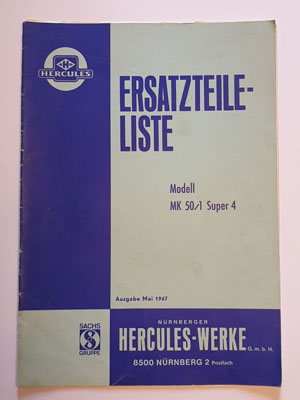 HERCULES
ERSATZTEILE-
LISTE
Modell
MK 50/1 Super 4
Ausgabe Mai 1967
SACHS
GRUPPE
NÜRNBERGER
HERCULES-WERKE G.m.b.H.
8500 NÜRNBERG 2 Postfach